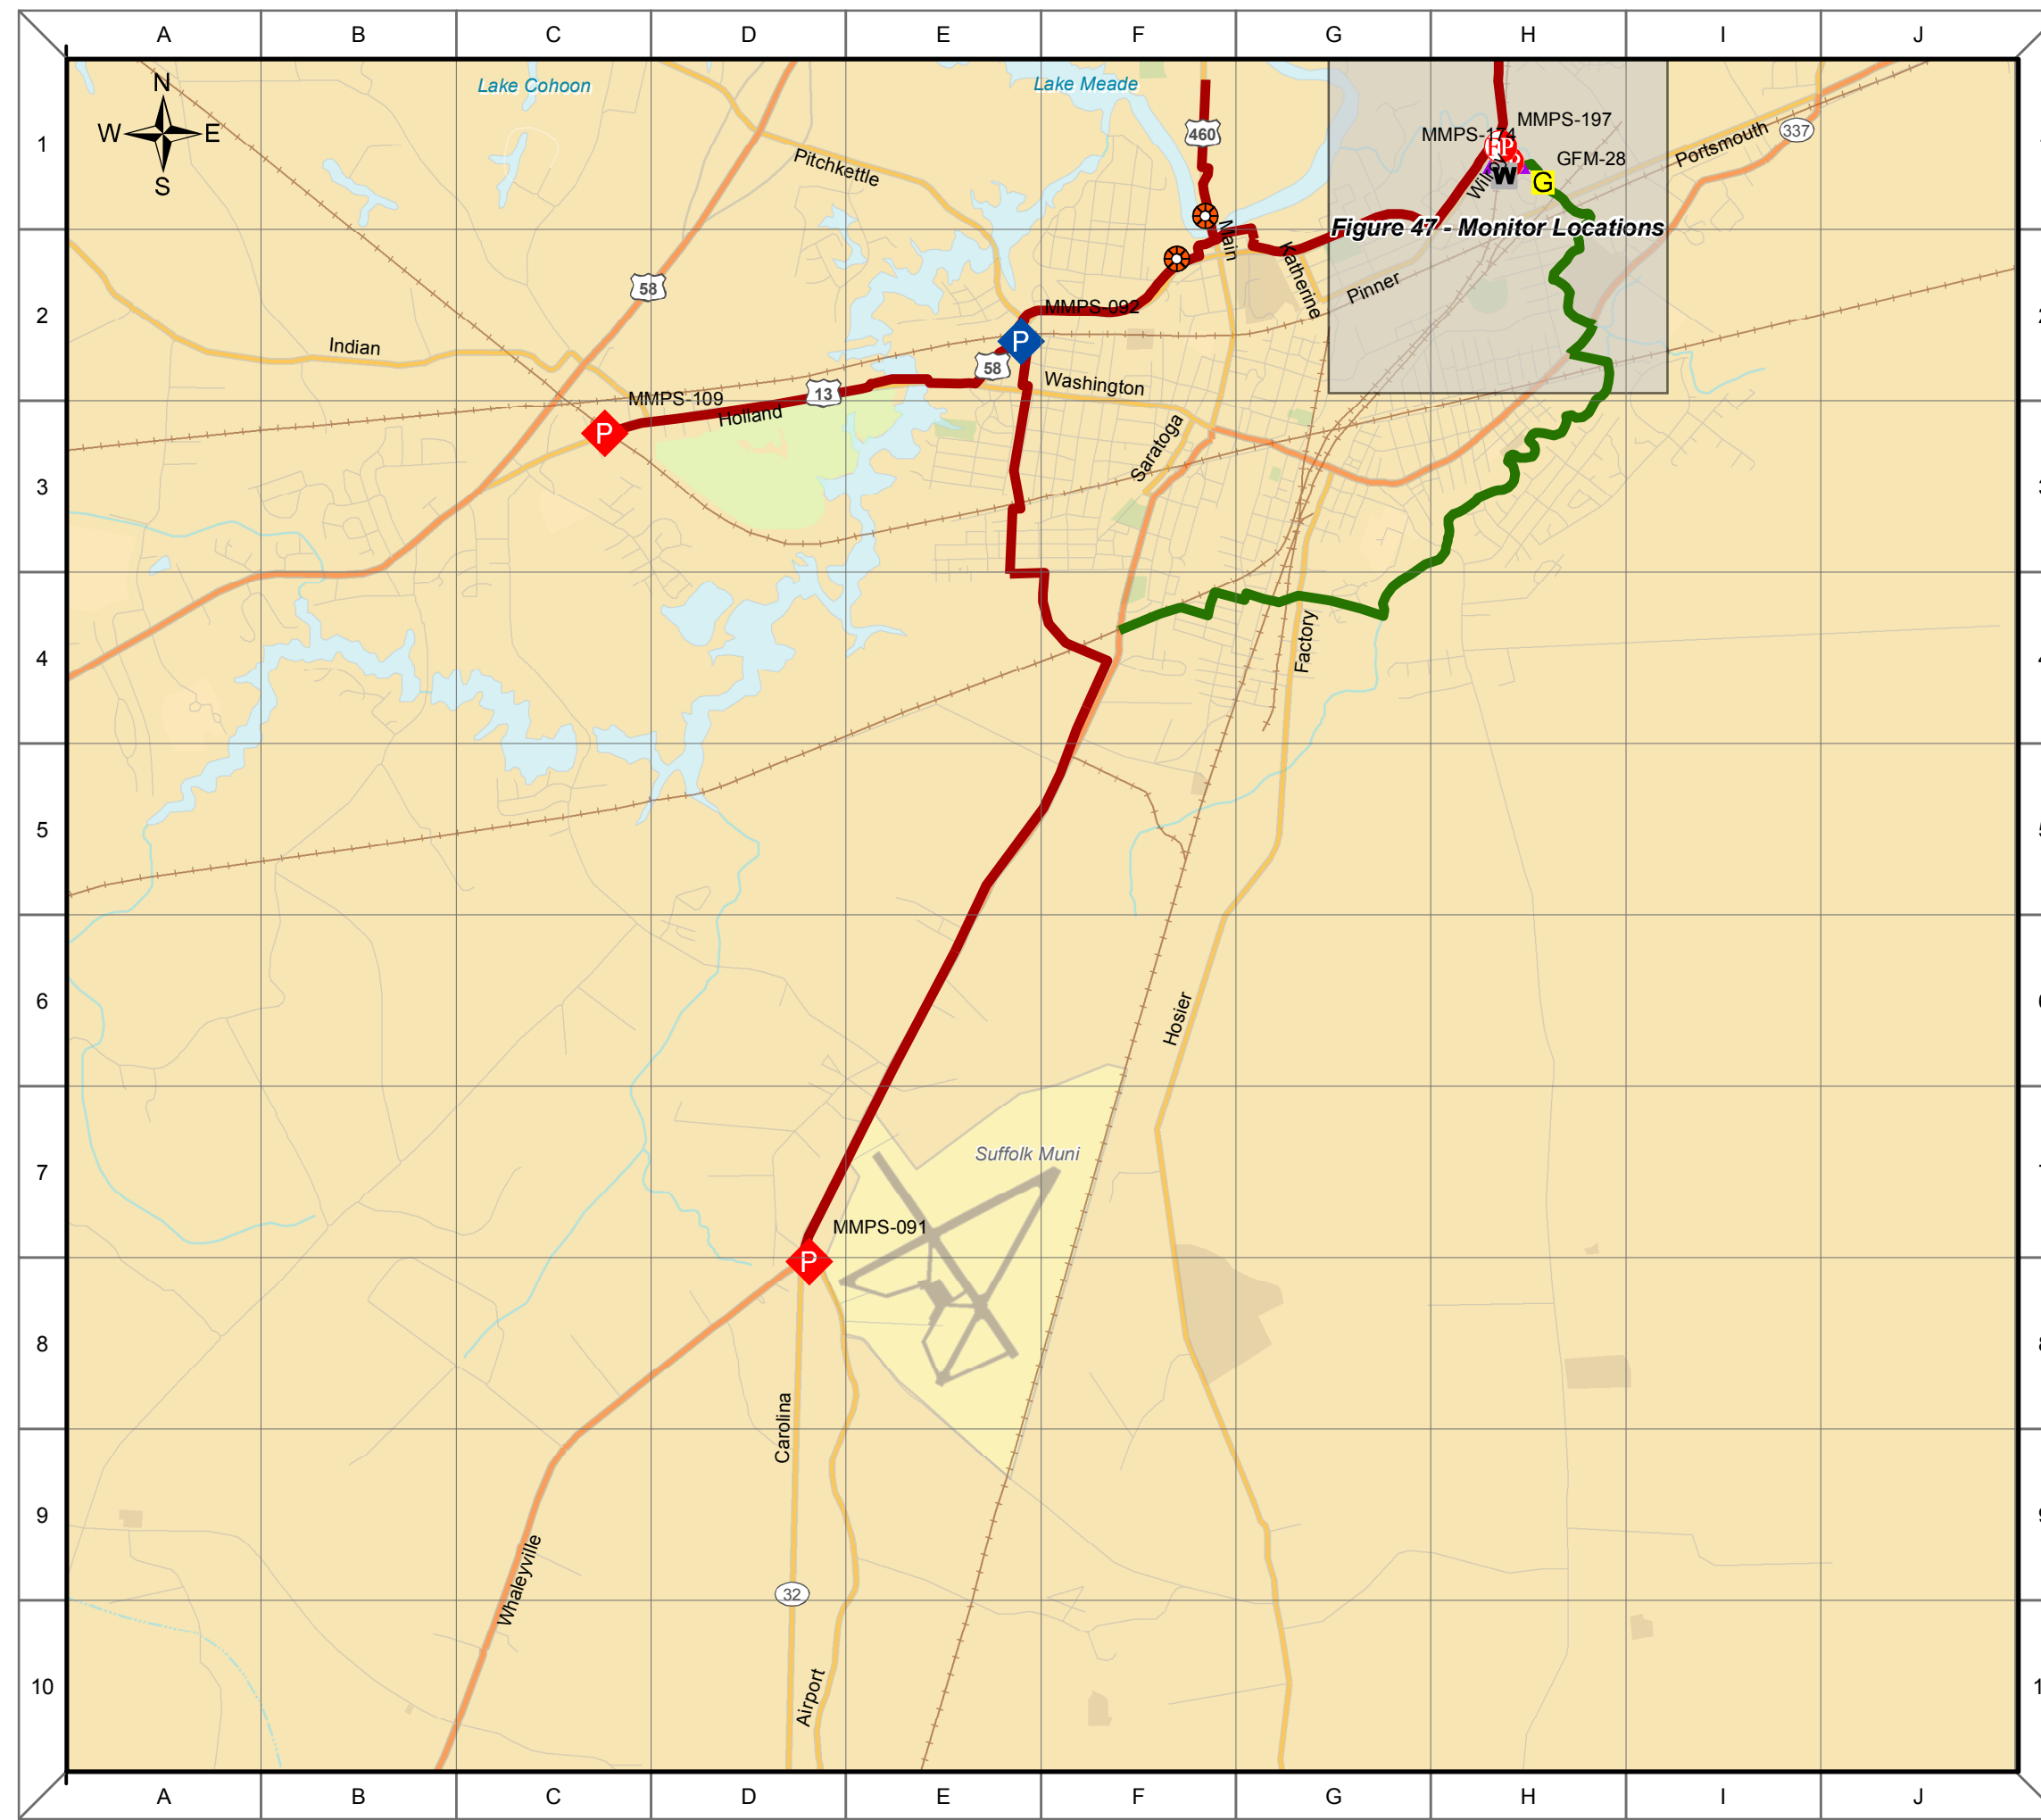 A B C D E F G H I J
N
W E
S
Lake Cohoon
Lake Meade
1
Pitchkettle
460
MMPS-197
MMPS-174
GFM-28
Portsmouth
337
P
W
G
Figure 47 - Monitor Locations
Main
Katherine
Pinner
58
2
MMPS-092
P
Indian
58
Washington
13
MMPS-109
Holland
P
Saratoga
3
4
Factory
5
6
Hosier
7
Suffolk Muni
MMPS-091
P
8
Carolina
9
Whaleyville
32
10
Airport
A B C D E F G H I J